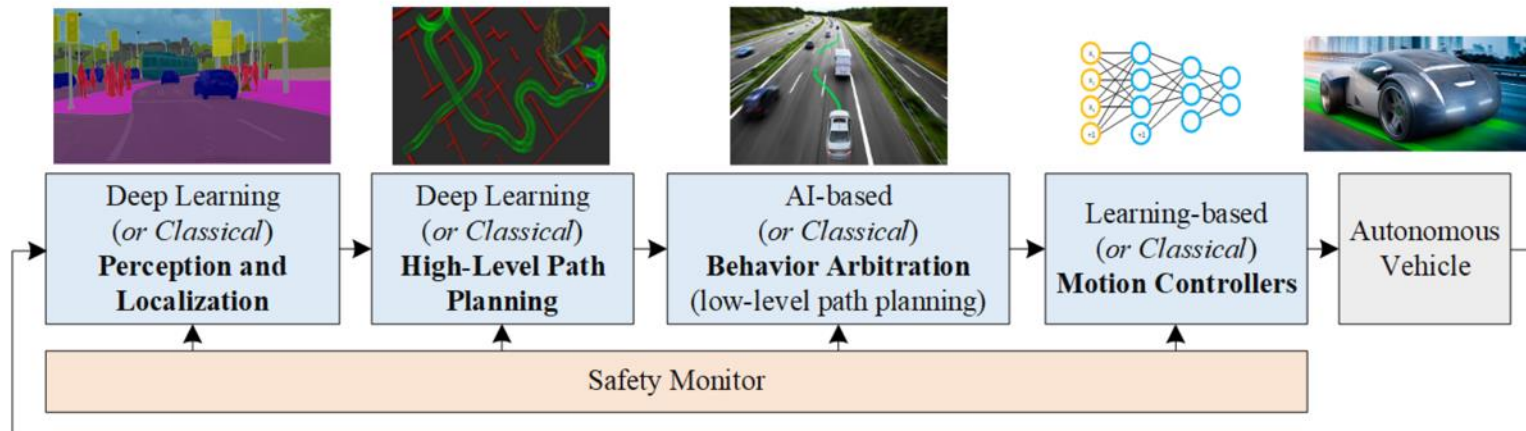 Deep Learning
(or Classical)
Perception and
Localization
Deep Learning
(or Classical)
High-Level Path
Planning
AI-based
(or Classical)
Behavior Arbitration
(low-level path planning)
Learning-based
(or Classical)
Motion Controllers
Autonomous
Vehicle
Safety Monitor